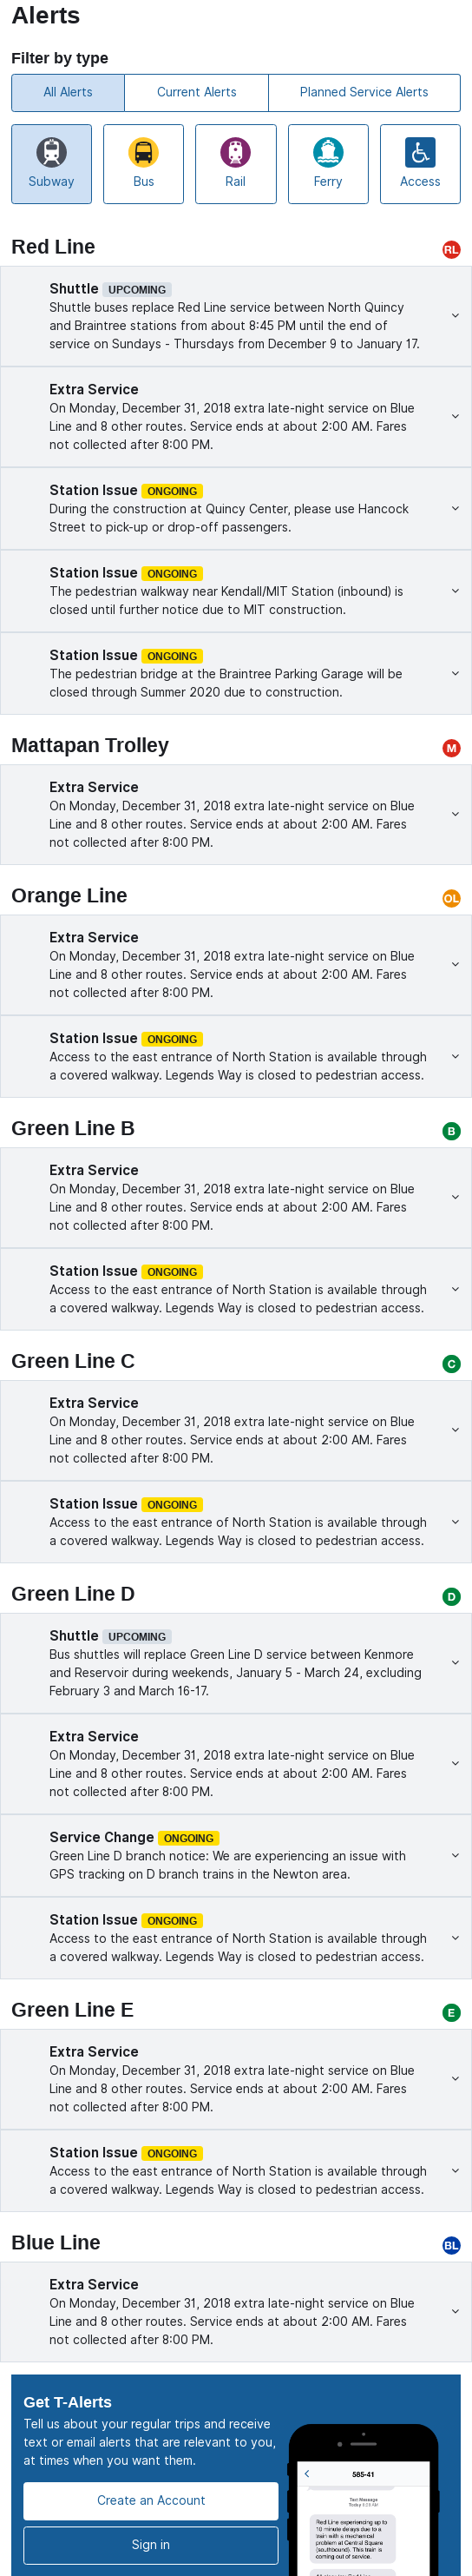 Alerts
Filter by type
All Alerts
Current Alerts
Planned Service Alerts
Subway
Bus
Rail
Ferry
Access
Red Line
RL
Shuttle UPCOMING
Shuttle buses replace Red Line service between North Quincy
and Braintree stations from about 8:45 PM until the end of
service on Sundays - Thursdays from December 9 to January 17.
Extra Service
On Monday, December 31, 2018 extra late-night service on Blue
Line and 8 other routes. Service ends at about 2:00 AM. Fares
not collected after 8:00 PM.
Station Issue ONGOING
During the construction at Quincy Center, please use Hancock
Street to pick-up or drop-off passengers.
Station Issue ONGOING
The pedestrian walkway near Kendall/MIT Station (inbound) is
closed until further notice due to MIT construction.
Station Issue ONGOING
The pedestrian bridge at the Braintree Parking Garage will be
closed through Summer 2020 due to construction.
Mattapan Trolley
M
Extra Service
On Monday, December 31, 2018 extra late-night service on Blue
Line and 8 other routes. Service ends at about 2:00 AM. Fares
not collected after 8:00 PM.
Orange Line
OL
Extra Service
On Monday, December 31, 2018 extra late-night service on Blue
Line and 8 other routes. Service ends at about 2:00 AM. Fares
not collected after 8:00 PM.
Station Issue ONGOING
Access to the east entrance of North Station is available through
a covered walkway. Legends Way is closed to pedestrian access.
Green Line B
B
Extra Service
On Monday, December 31, 2018 extra late-night service on Blue
Line and 8 other routes. Service ends at about 2:00 AM. Fares
not collected after 8:00 PM.
Station Issue ONGOING
Access to the east entrance of North Station is available through
a covered walkway. Legends Way is closed to pedestrian access.
Green Line C
C
Extra Service
On Monday, December 31, 2018 extra late-night service on Blue
Line and 8 other routes. Service ends at about 2:00 AM. Fares
not collected after 8:00 PM.
Station Issue ONGOING
Access to the east entrance of North Station is available through
a covered walkway. Legends Way is closed to pedestrian access.
Green Line D
D
Shuttle UPCOMING
Bus shuttles will replace Green Line D service between Kenmore
and Reservoir during weekends, January 5 - March 24, excluding
February 3 and March 16-17.
Extra Service
On Monday, December 31, 2018 extra late-night service on Blue
Line and 8 other routes. Service ends at about 2:00 AM. Fares
not collected after 8:00 PM.
Service Change ONGOING
Green Line D branch notice: We are experiencing an issue with
GPS tracking on D branch trains in the Newton area.
Station Issue ONGOING
Access to the east entrance of North Station is available through
a covered walkway. Legends Way is closed to pedestrian access.
Green Line E
E
Extra Service
On Monday, December 31, 2018 extra late-night service on Blue
Line and 8 other routes. Service ends at about 2:00 AM. Fares
not collected after 8:00 PM.
Station Issue ONGOING
Access to the east entrance of North Station is available through
a covered walkway. Legends Way is closed to pedestrian access.
Blue Line
BL
Extra Service
On Monday, December 31, 2018 extra late-night service on Blue
Line and 8 other routes. Service ends at about 2:00 AM. Fares
not collected after 8:00 PM.
Get T-Alerts
Tell us about your regular trips and receive
text or email alerts that are relevant to you,
at times when you want them.
Create an Account
Sign in
585-41
Text Message
Red Line experiencing up to
10 minute delays due to a
train with a mechanical
problem at Central Square
(southbound). This train is
coming out of service.